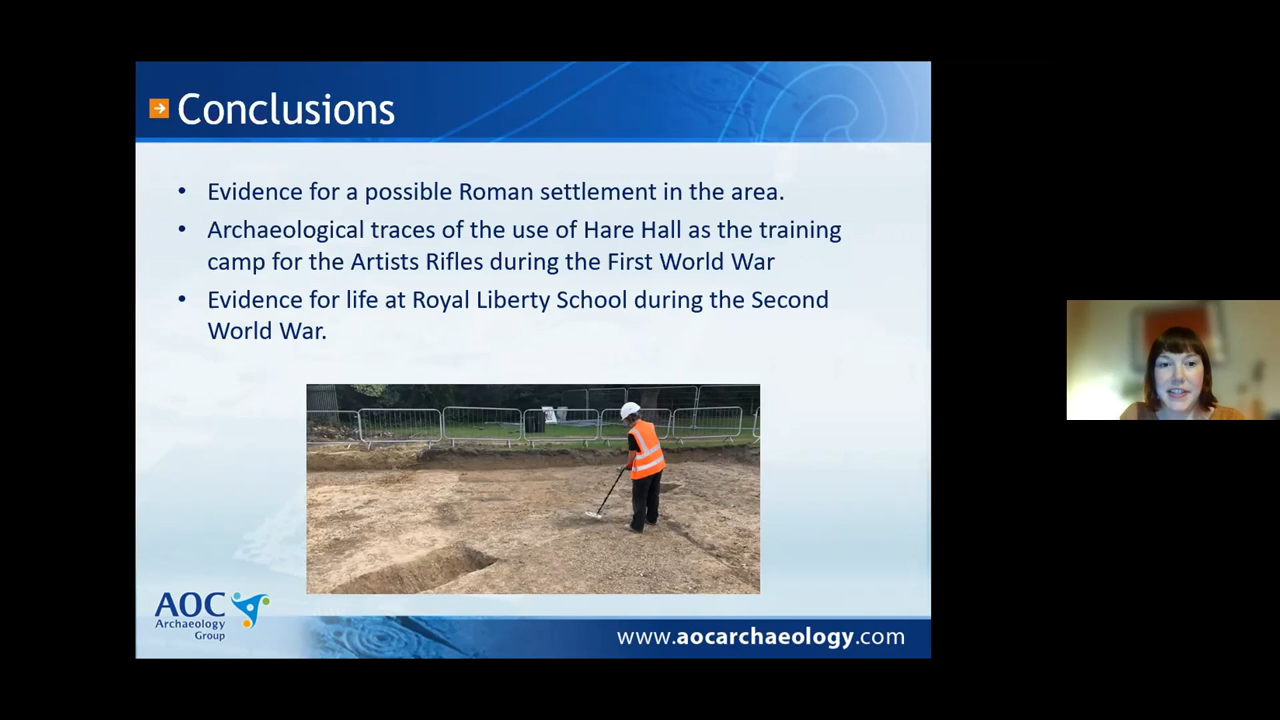 Conclusions
• Evidence for a possible Roman settlement in the area.
• Archaeological traces of the use of Hare Hall as the training
camp for the Artists Rifles during the First World War
• Evidence for life at Royal Liberty School during the Second
World War.
AOC
Archaeology
Group
www.aocarchaeology.com